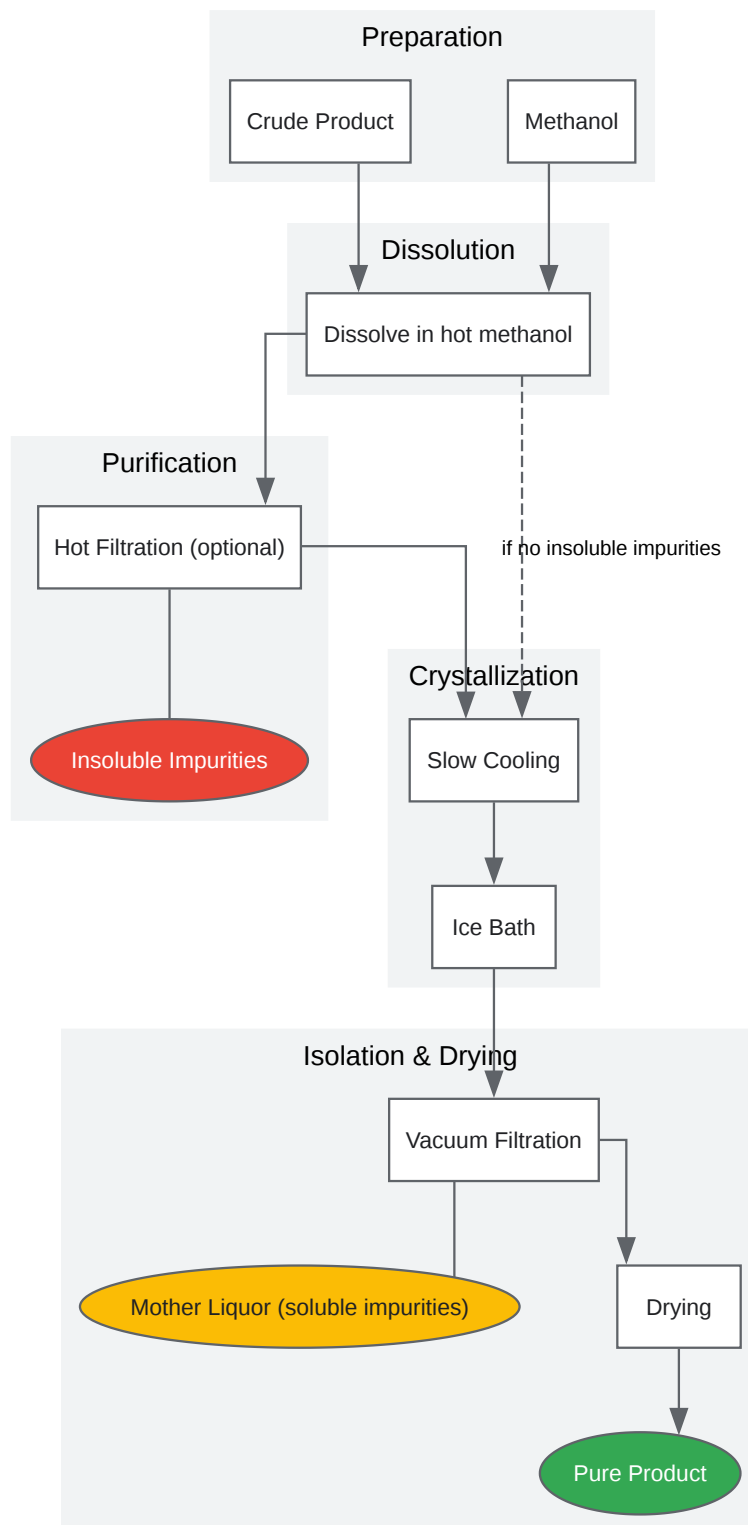 Preparation
Crude Product
Methanol
Dissolution
Dissolve in hot methanol
Purification
Hot Filtration (optional)
if no insoluble impurities
Crystallization
Insoluble Impurities
Slow Cooling
Ice Bath
Isolation & Drying
Vacuum Filtration
Mother Liquor (soluble impurities)
Drying
Pure Product